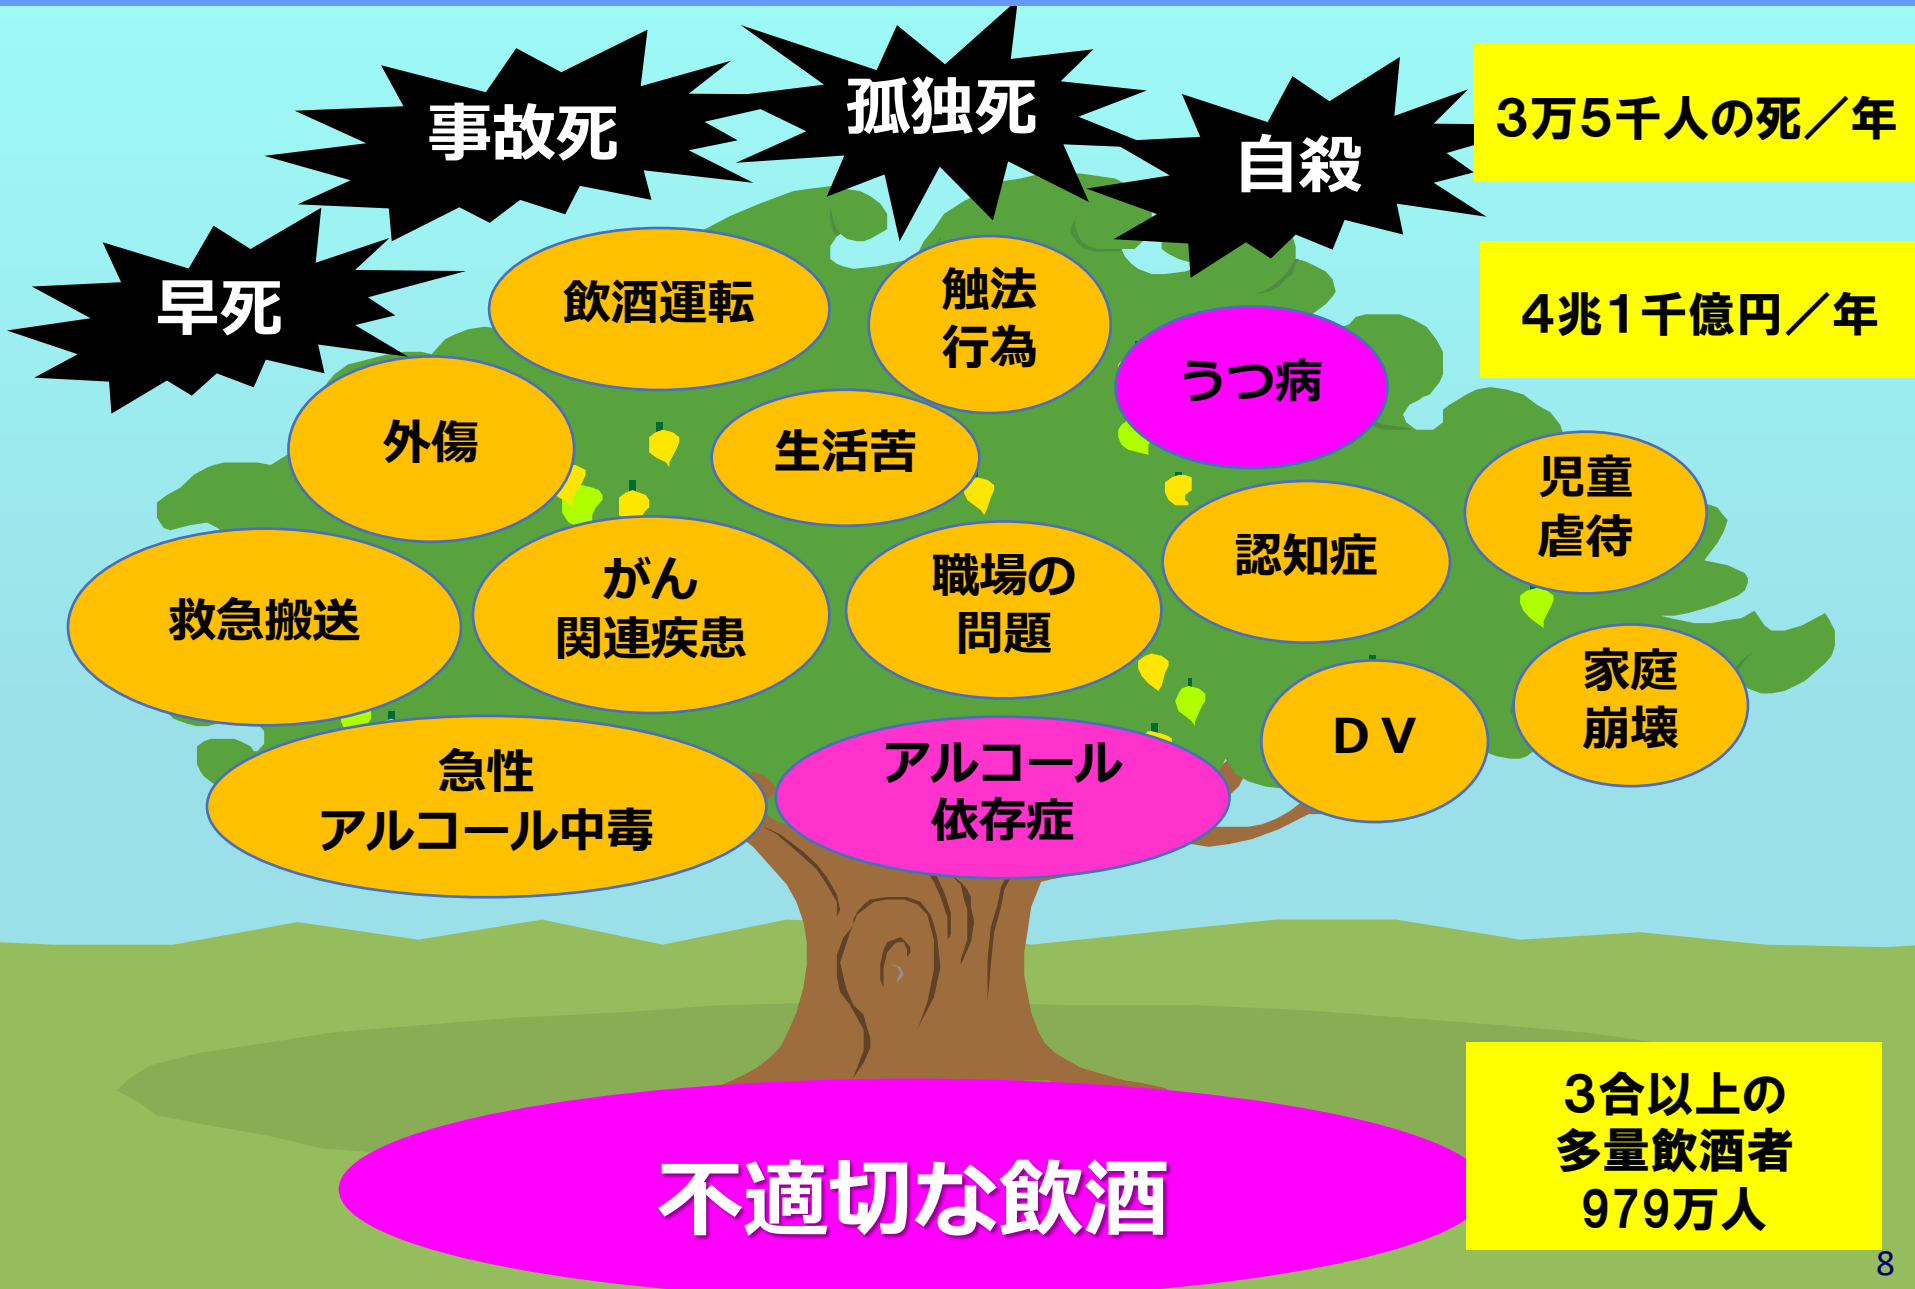 事故死
孤独死
自殺
早死
3万5千人の死／年
4兆1千億円／年
飲酒運転
触法
行為
うつ病
外傷
生活苦
児童
虐待
救急搬送
がん
関連疾患
職場の
問題
認知症
家庭
崩壊
ＤＶ
急性
アルコール中毒
アルコール
依存症
不適切な飲酒
3合以上の
多量飲酒者
979万人
8